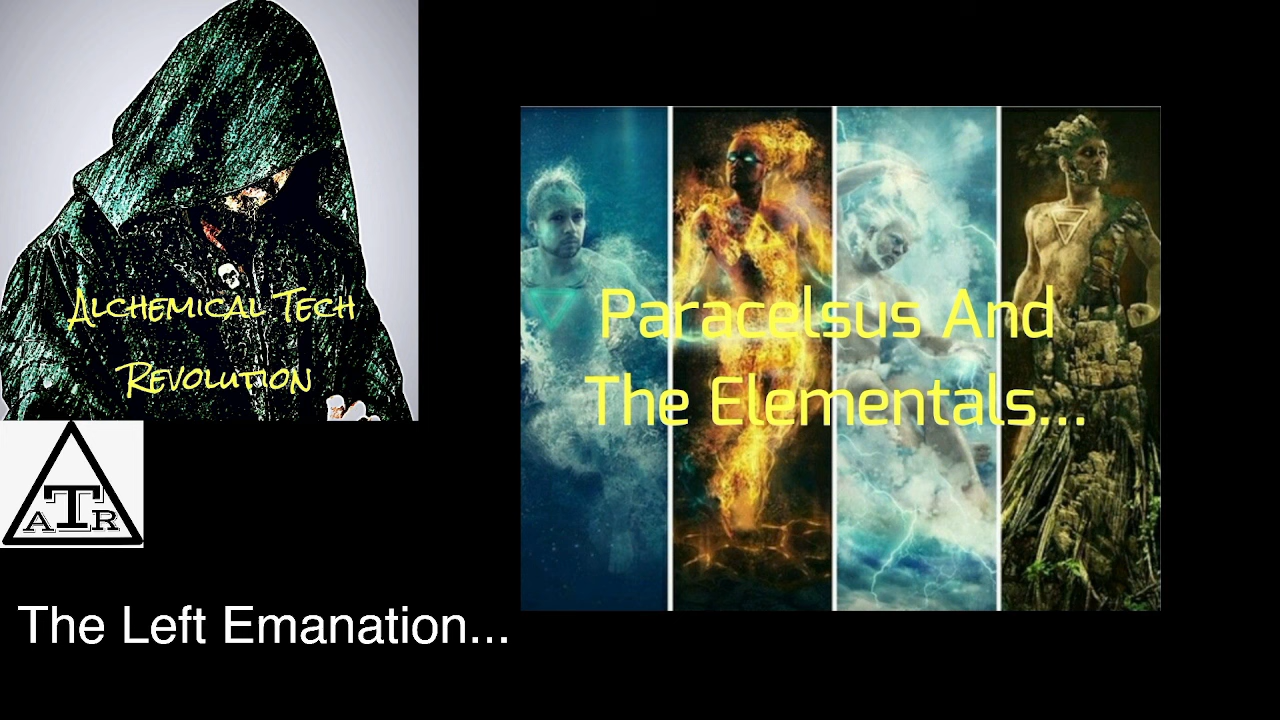 Alchemical Tech
Revolution
ATR
The Left Emanation...
Paracelsus And
The Elementals...